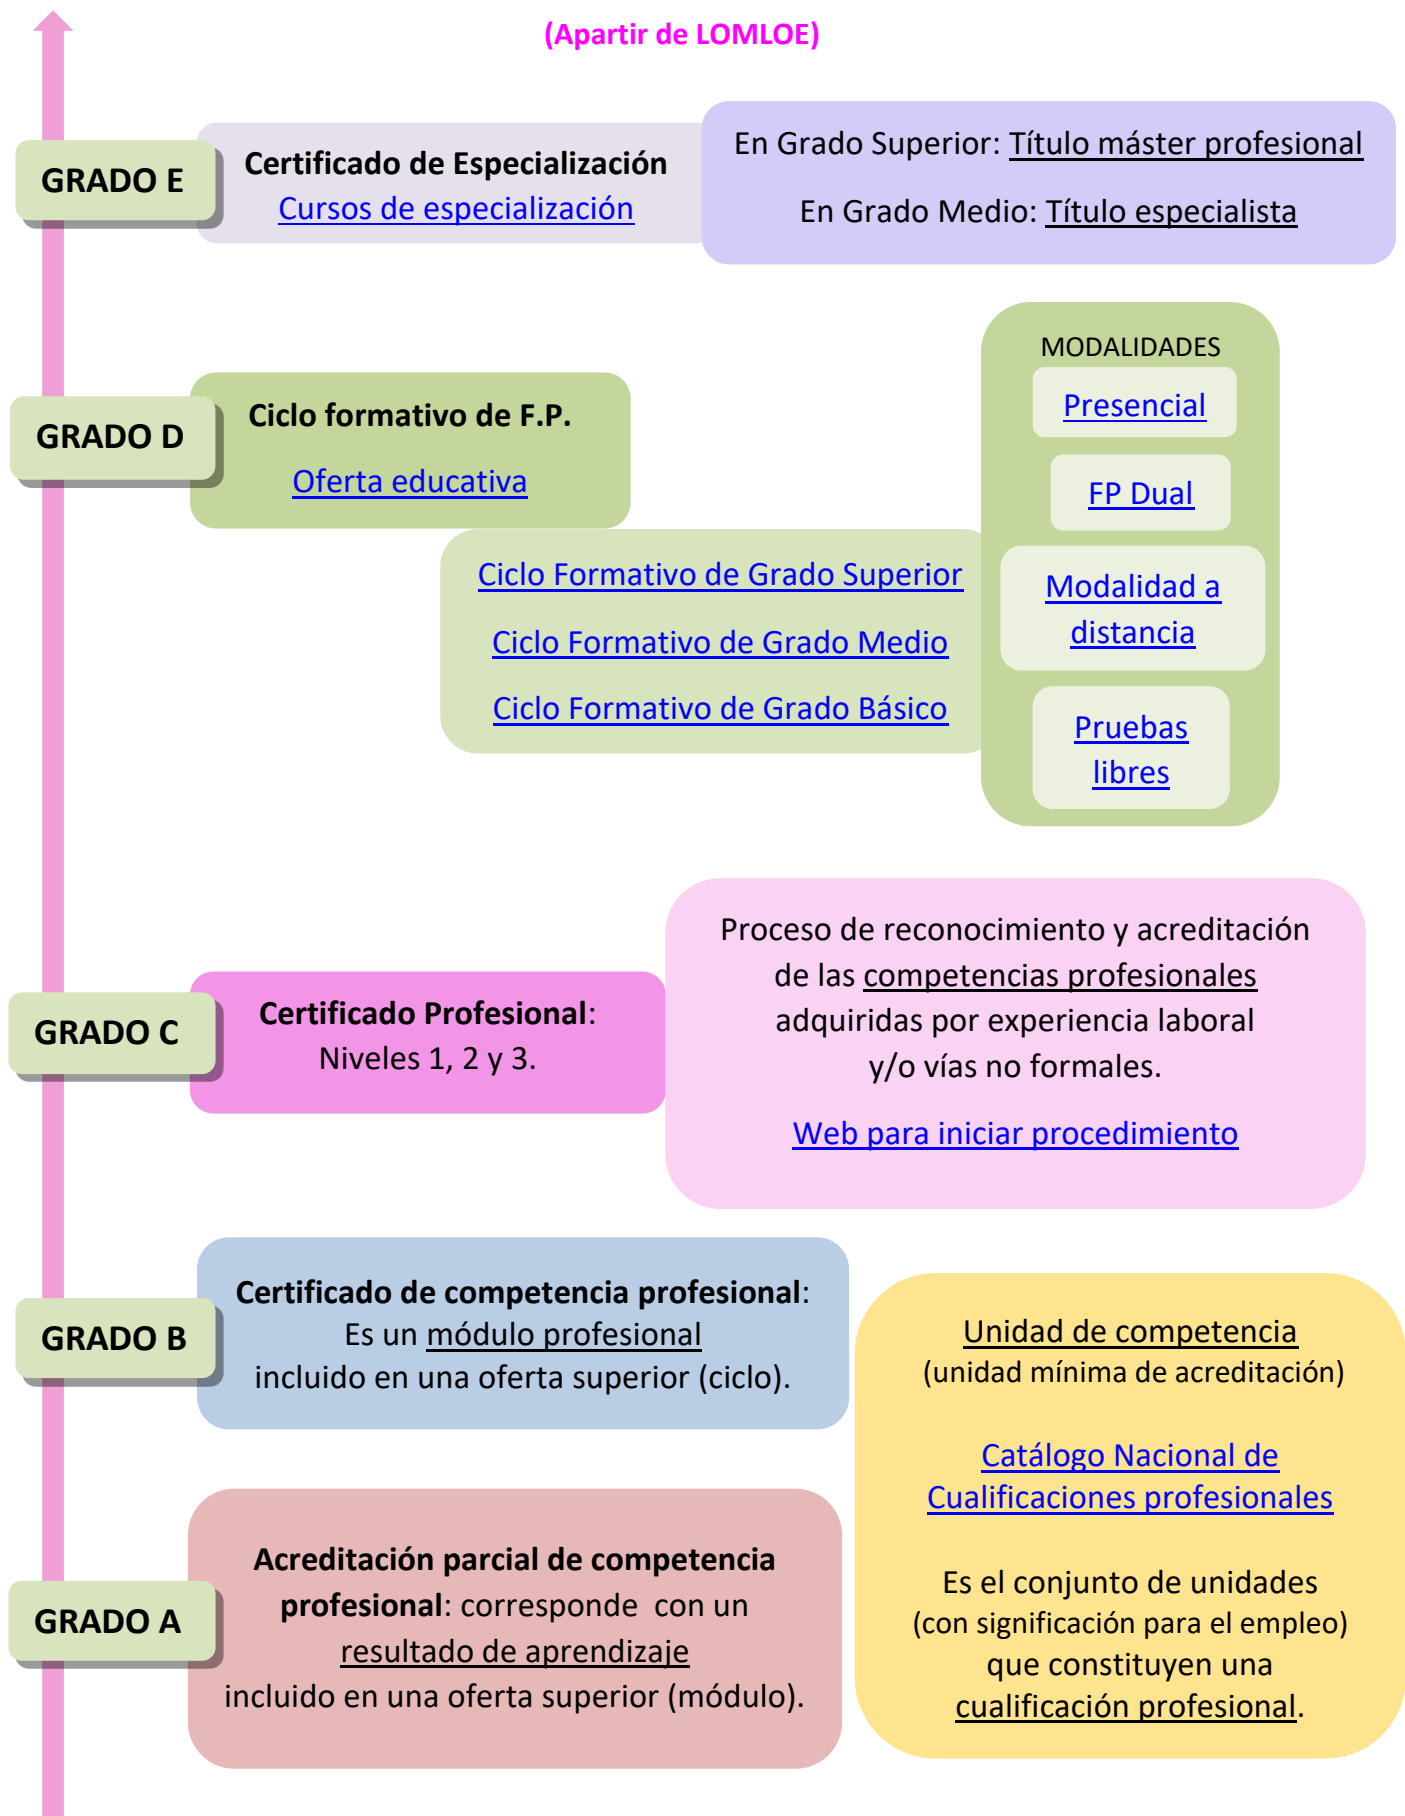 (Apartir de LOMLOE)
GRADO E
Certificado de Especialización
Cursos de especialización
En Grado Superior: Título máster profesional
En Grado Medio: Título especialista
GRADO D
Ciclo formativo de F.P.
Oferta educativa
Ciclo Formativo de Grado Superior
Ciclo Formativo de Grado Medio
Ciclo Formativo de Grado Básico
MODALIDADES
Presencial
FP Dual
Modalidad a
distancia
Pruebas
libres
GRADO C
Certificado Profesional:
Niveles 1, 2 y 3.
Proceso de reconocimiento y acreditación
de las competencias profesionales
adquiridas por experiencia laboral
y/o vías no formales.
Web para iniciar procedimiento
GRADO B
Certificado de competencia profesional:
Es un módulo profesional
incluido en una oferta superior (ciclo).
GRADO A
Acreditación parcial de competencia
profesional: corresponde  con un
resultado de aprendizaje
incluido en una oferta superior (módulo).
Unidad de competencia
(unidad mínima de acreditación)
Catálogo Nacional de
Cualificaciones profesionales
Es el conjunto de unidades
(con significación para el empleo)
que constituyen una
cualificación profesional.